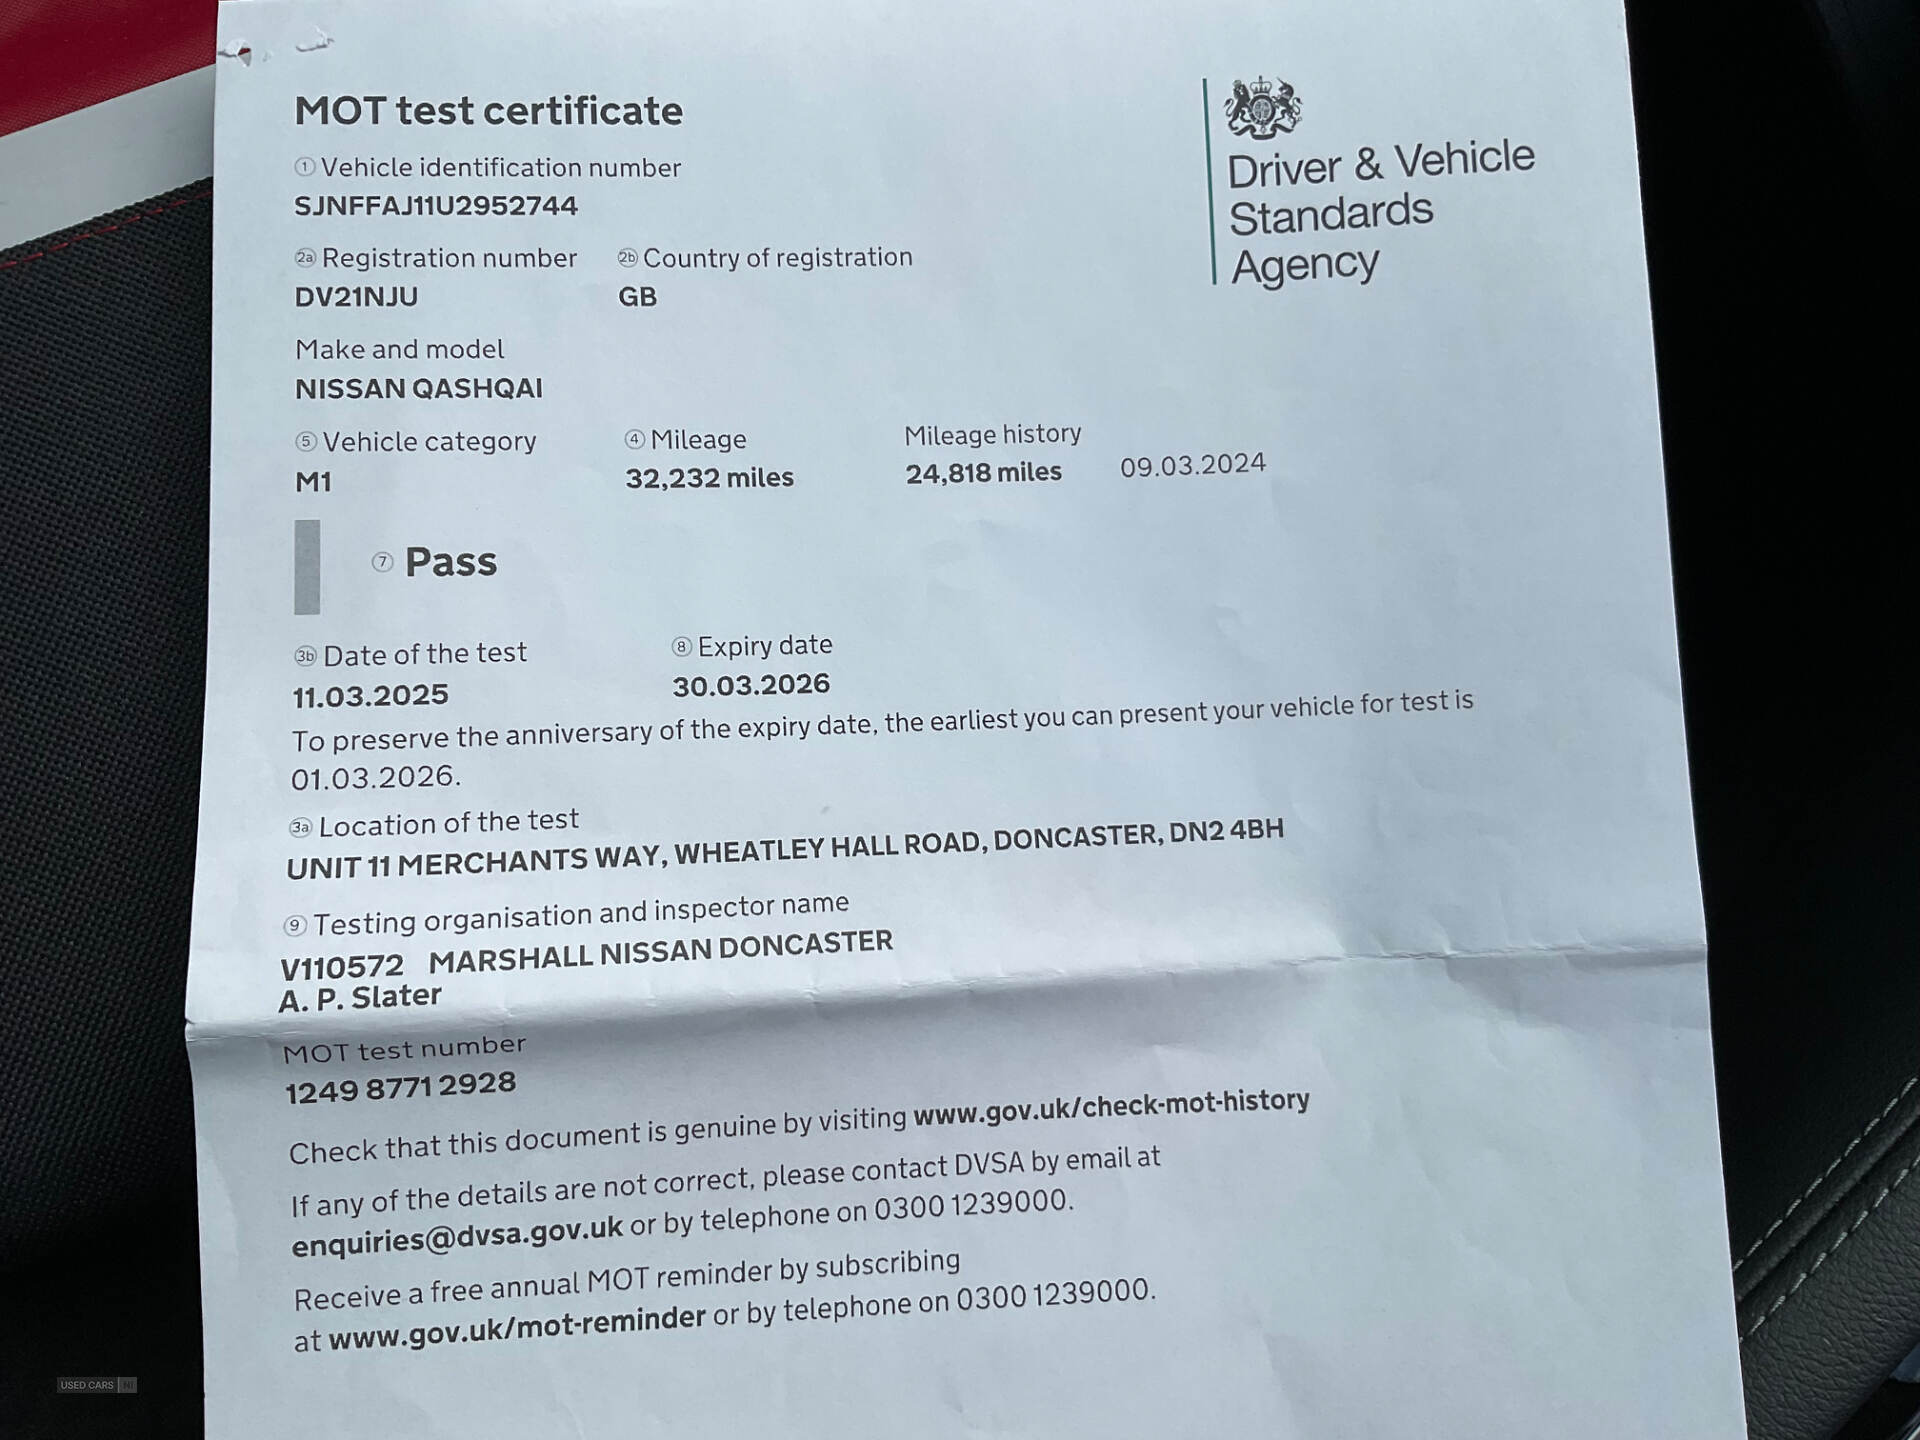 MOT test certificate
① Vehicle identification number
SJNFFAJ11U2952744
2a Registration number 2b Country of registration
DV21NJU GB
Make and model
NISSAN QASHQAI
⑤ Vehicle category ④ Mileage Mileage history
M1 32,232 miles 24,818 miles 09.03.2024
⑦ Pass
3b Date of the test ⑧ Expiry date
11.03.2025 30.03.2026
To preserve the anniversary of the expiry date, the earliest you can present your vehicle for test is
01.03.2026.
3a Location of the test
UNIT 11 MERCHANTS WAY, WHEATLEY HALL ROAD, DONCASTER, DN2 4BH
⑨ Testing organisation and inspector name
V110572 MARSHALL NISSAN DONCASTER
A. P. Slater
MOT test number
1249 8771 2928
Check that this document is genuine by visiting www.gov.uk/check-mot-history
If any of the details are not correct, please contact DVSA by email at
enquiries@dvsa.gov.uk or by telephone on 0300 1239000.
Receive a free annual MOT reminder by subscribing
at www.gov.uk/mot-reminder or by telephone on 0300 1239000.
Driver & Vehicle
Standards
Agency
USED CARS NI